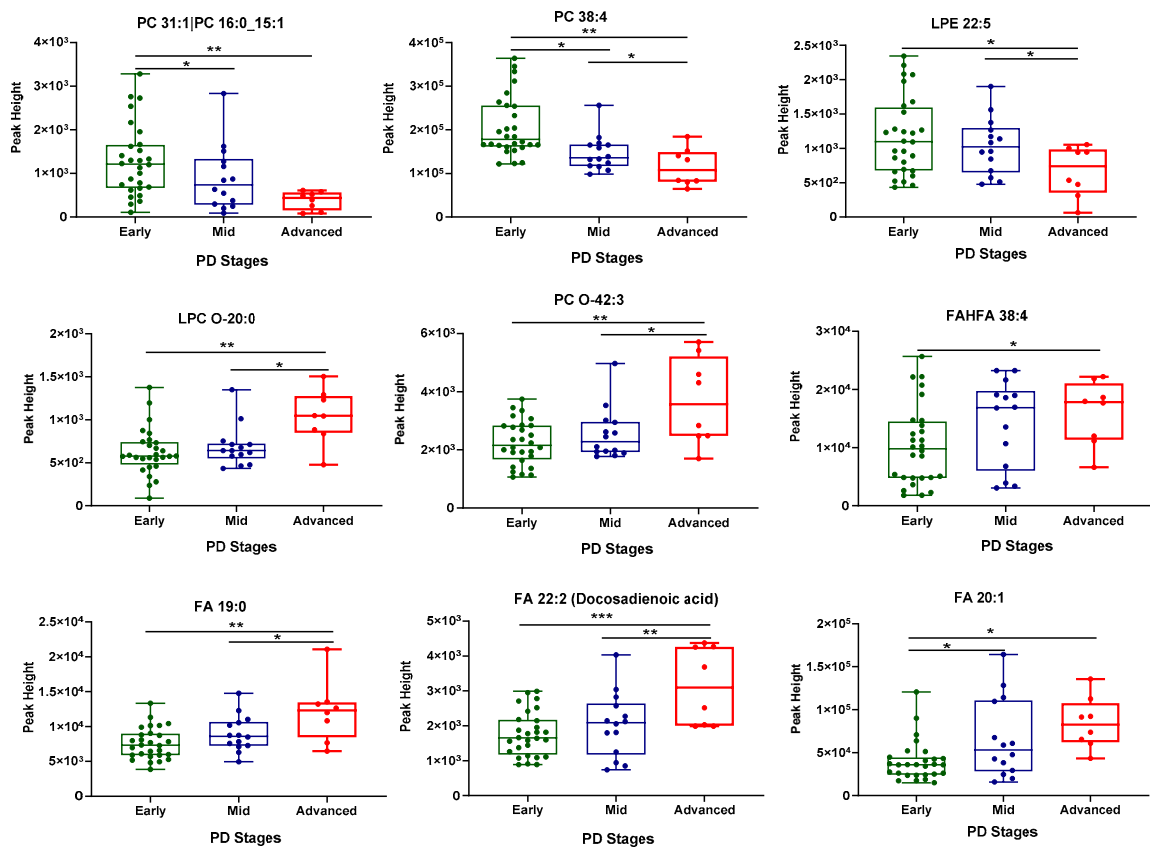 PC 31:1|PC 16:0_15:1
Peak Height
4×10³
3×10³
2×10³
1×10³
0
**
*
Early Mid Advanced
PD Stages
PC 38:4
Peak Height
4×10⁵
3×10⁵
2×10⁵
1×10⁵
0
**
*
*
Early Mid Advanced
PD Stages
LPE 22:5
Peak Height
2.5×10³
2×10³
1.5×10³
1×10³
5×10²
0
*
*
Early Mid Advanced
PD Stages
LPC O-20:0
Peak Height
2×10³
1.5×10³
1×10³
5×10²
0
**
*
Early Mid Advanced
PD Stages
PC O-42:3
Peak Height
6×10³
4×10³
2×10³
0
**
*
Early Mid Advanced
PD Stages
FAHFA 38:4
Peak Height
3×10⁴
2×10⁴
1×10⁴
0
*
Early Mid Advanced
PD Stages
FA 19:0
Peak Height
2.5×10⁴
2×10⁴
1.5×10⁴
1×10⁴
5×10³
0
**
*
Early Mid Advanced
PD Stages
FA 22:2 (Docosadienoic acid)
Peak Height
5×10³
4×10³
3×10³
2×10³
1×10³
0
***
**
Early Mid Advanced
PD Stages
FA 20:1
Peak Height
2×10⁵
1.5×10⁵
1×10⁵
5×10⁴
0
*
*
Early Mid Advanced
PD Stages